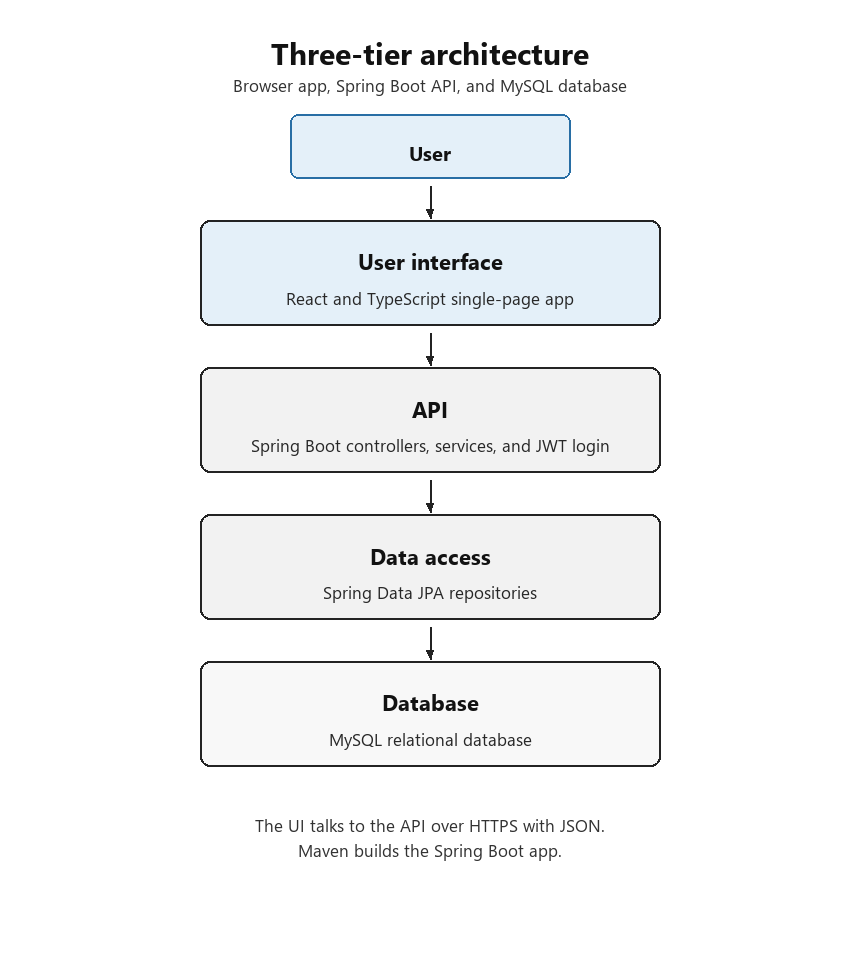 Three-tier architecture
Browser app, Spring Boot API, and MySQL database
User
User interface
React and TypeScript single-page app
API
Spring Boot controllers, services, and JWT login
Data access
Spring Data JPA repositories
Database
MySQL relational database
The UI talks to the API over HTTPS with JSON.
Maven builds the Spring Boot app.